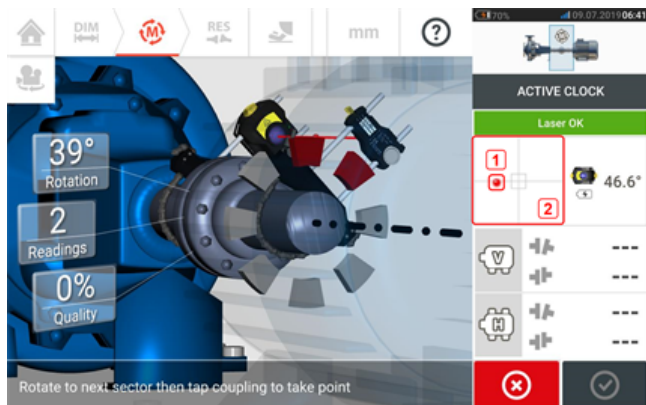 DIM
M
RES
mm
?
70%
09.07.2019 06:41
ACTIVE CLOCK
Laser OK
1
2
46.6°
39°
Rotation
2
Readings
0%
Quality
V
---
---
H
---
---
Rotate to next sector then tap coupling to take point